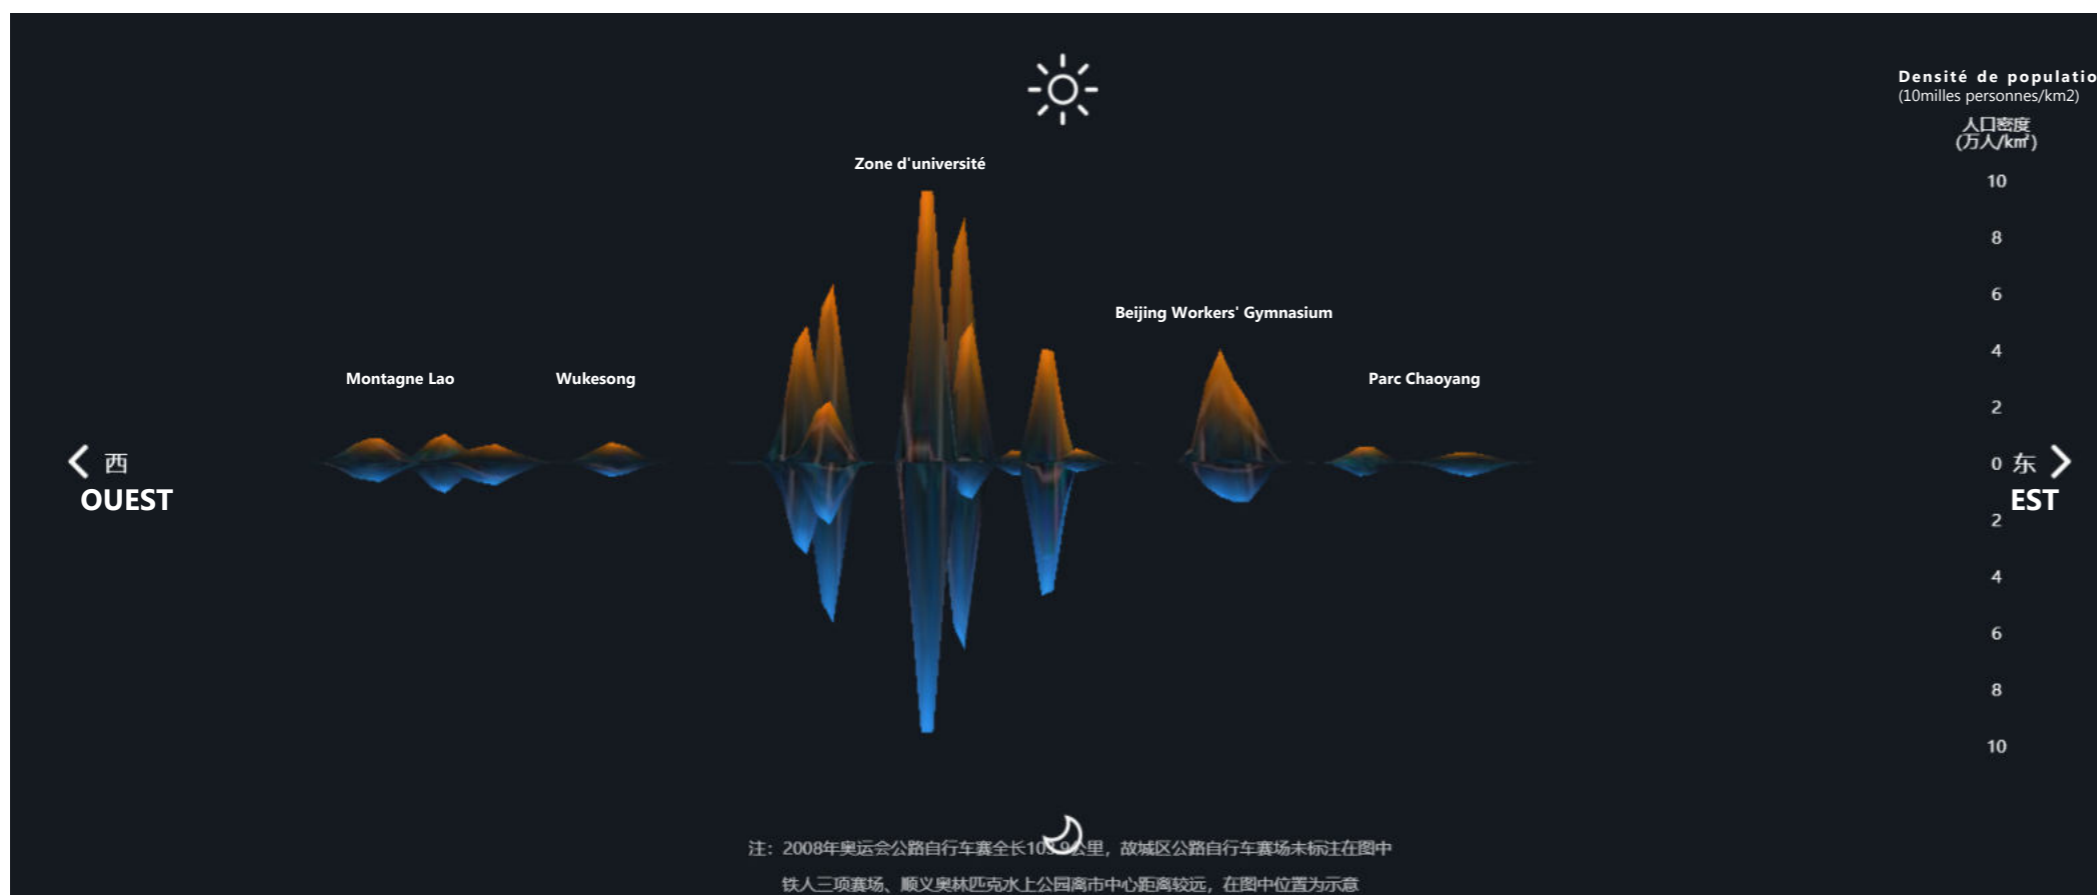 Densité de populatio
(10milles personnes/km2)
人口密度
(万人/km²)
Zone d'université
Beijing Workers' Gymnasium
Montagne Lao
Wukesong
Parc Chaoyang
10
8
6
4
2
0
2
4
6
8
10
西
OUEST
东
EST
注：2008年奥运会公路自行车赛全长103.9公里，故城区公路自行车赛场未标注在图中
铁人三项赛场、顺义奥林匹克水上公园离市中心距离较远，在图中位置为示意